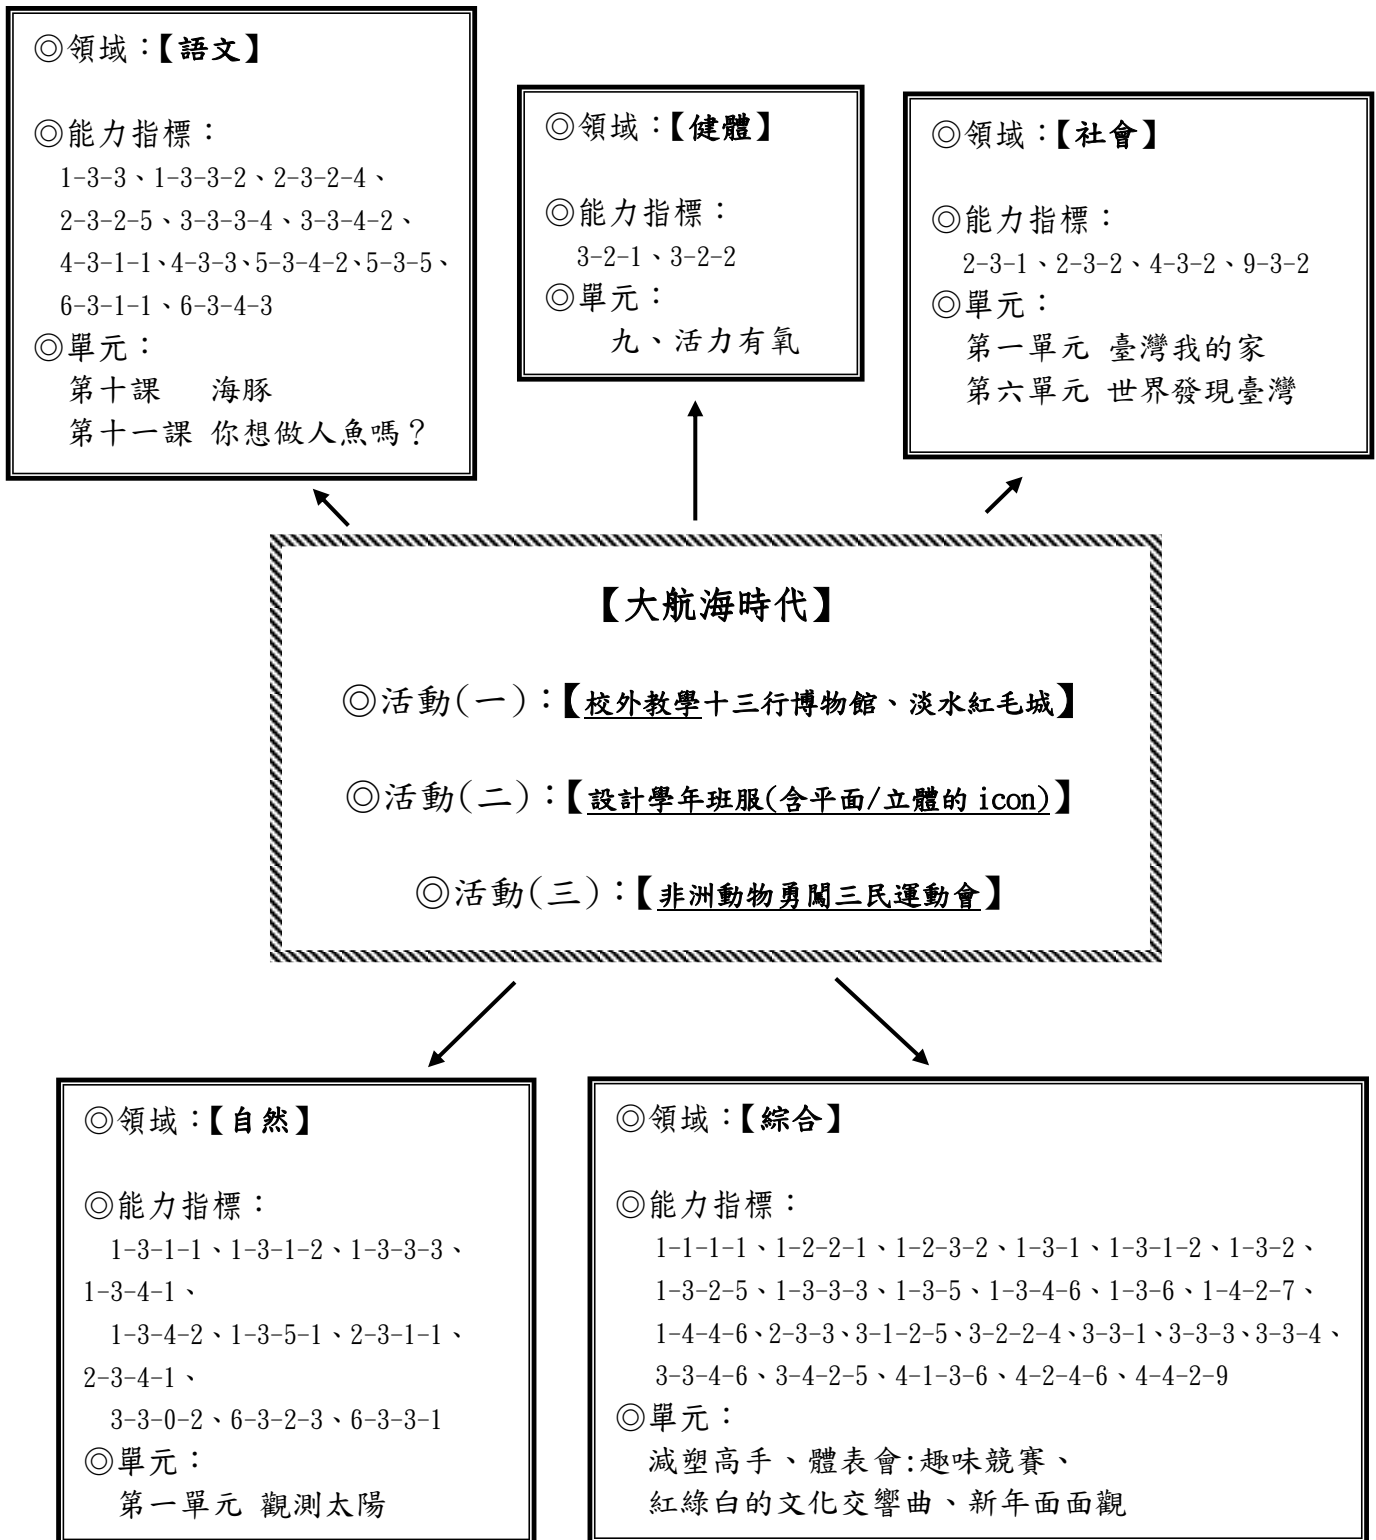 ◎領域：【語文】
◎能力指標：
1-3-3、1-3-3-2、2-3-2-4、
2-3-2-5、3-3-3-4、3-3-4-2、
4-3-1-1、4-3-3、5-3-4-2、5-3-5、
6-3-1-1、6-3-4-3
◎單元：
第十課 海豚
第十一課 你想做人魚嗎？
◎領域：【健體】
◎能力指標：
3-2-1、3-2-2
◎單元：
九、活力有氧
◎領域：【社會】
◎能力指標：
2-3-1、2-3-2、4-3-2、9-3-2
◎單元：
第一單元 臺灣我的家
第六單元 世界發現臺灣
【大航海時代】
◎活動(一)：【校外教學十三行博物館、淡水紅毛城】
◎活動(二)：【設計學年班服(含平面/立體的 icon)】
◎活動(三)：【非洲動物勇闖三民運動會】
◎領域：【自然】
◎能力指標：
1-3-1-1、1-3-1-2、1-3-3-3、
1-3-4-1、
1-3-4-2、1-3-5-1、2-3-1-1、
2-3-4-1、
3-3-0-2、6-3-2-3、6-3-3-1
◎單元：
第一單元 觀測太陽
◎領域：【綜合】
◎能力指標：
1-1-1-1、1-2-2-1、1-2-3-2、1-3-1、1-3-1-2、1-3-2、
1-3-2-5、1-3-3-3、1-3-5、1-3-4-6、1-3-6、1-4-2-7、
1-4-4-6、2-3-3、3-1-2-5、3-2-2-4、3-3-1、3-3-3、3-3-4、
3-3-4-6、3-4-2-5、4-1-3-6、4-2-4-6、4-4-2-9
◎單元：
減塑高手、體表會:趣味競賽、
紅綠白的文化交響曲、新年面面觀